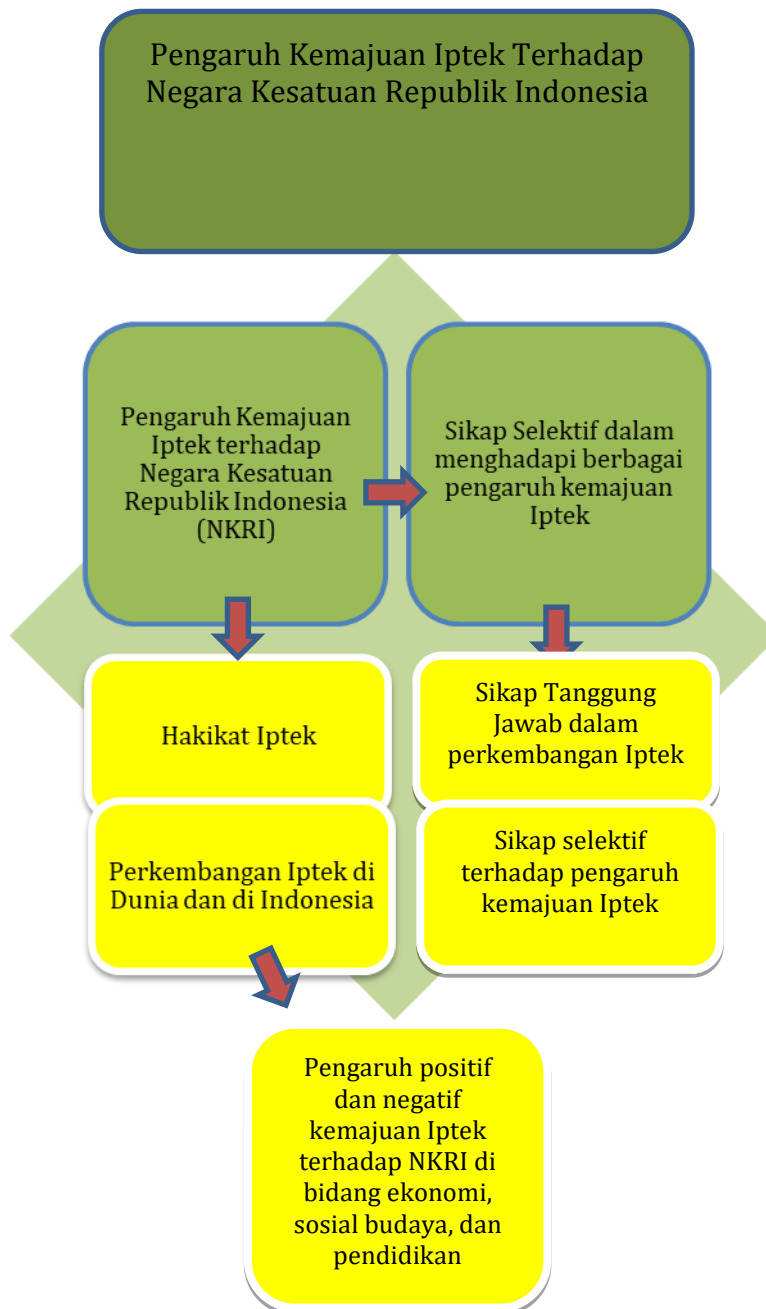 Pengaruh Kemajuan Iptek Terhadap
Negara Kesatuan Republik Indonesia
Pengaruh Kemajuan
Iptek terhadap
Negara Kesatuan
Republik Indonesia
(NKRI)
Sikap Selektif dalam
menghadapi berbagai
pengaruh kemajuan
Iptek
Hakikat Iptek
Sikap Tanggung
Jawab dalam
perkembangan Iptek
Perkembangan Iptek di
Dunia dan di Indonesia
Sikap selektif
terhadap pengaruh
kemajuan Iptek
Pengaruh positif
dan negatif
kemajuan Iptek
terhadap NKRI di
bidang ekonomi,
sosial budaya, dan
pendidikan